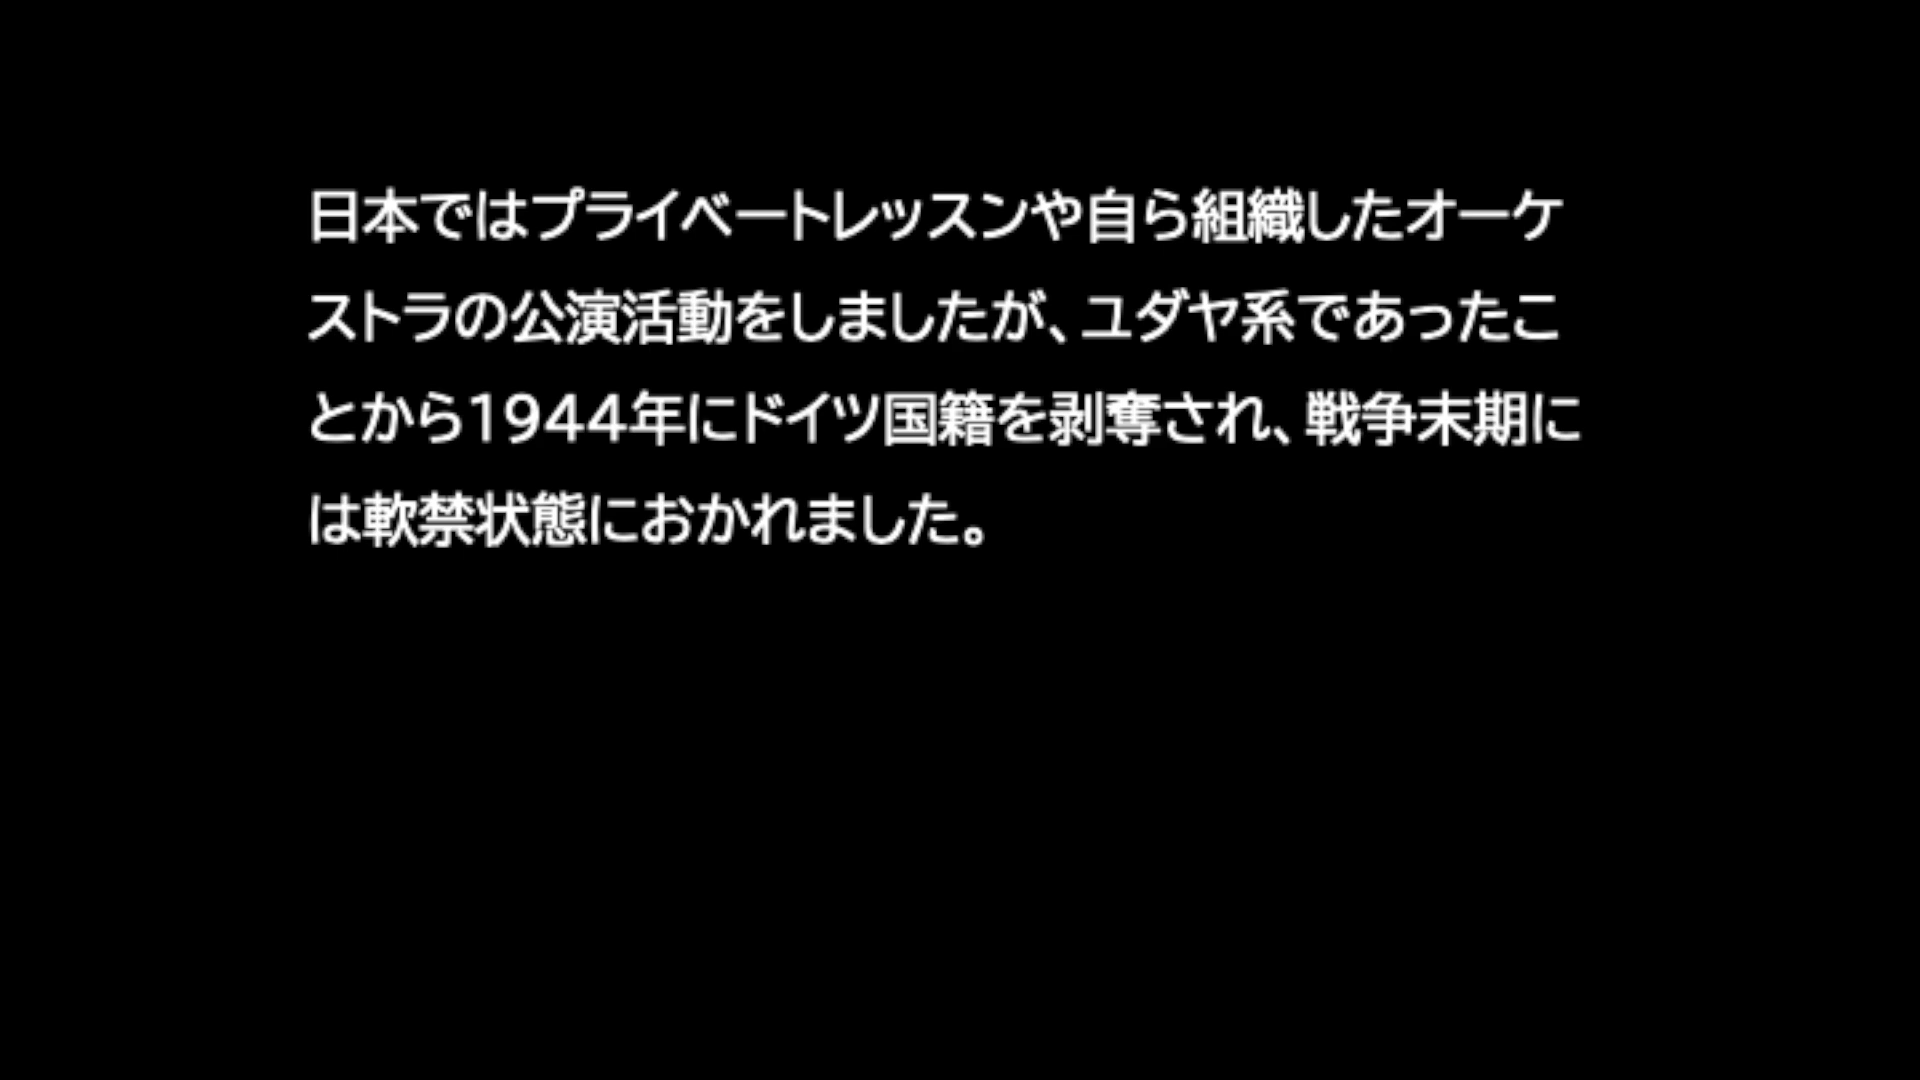 日本ではプライベートレッスンや自ら組織したオーケ
ストラの公演活動をしましたが、ユダヤ系であったこ
とから1944年にドイツ国籍を剥奪され、戦争末期に
は軟禁状態におかれました。